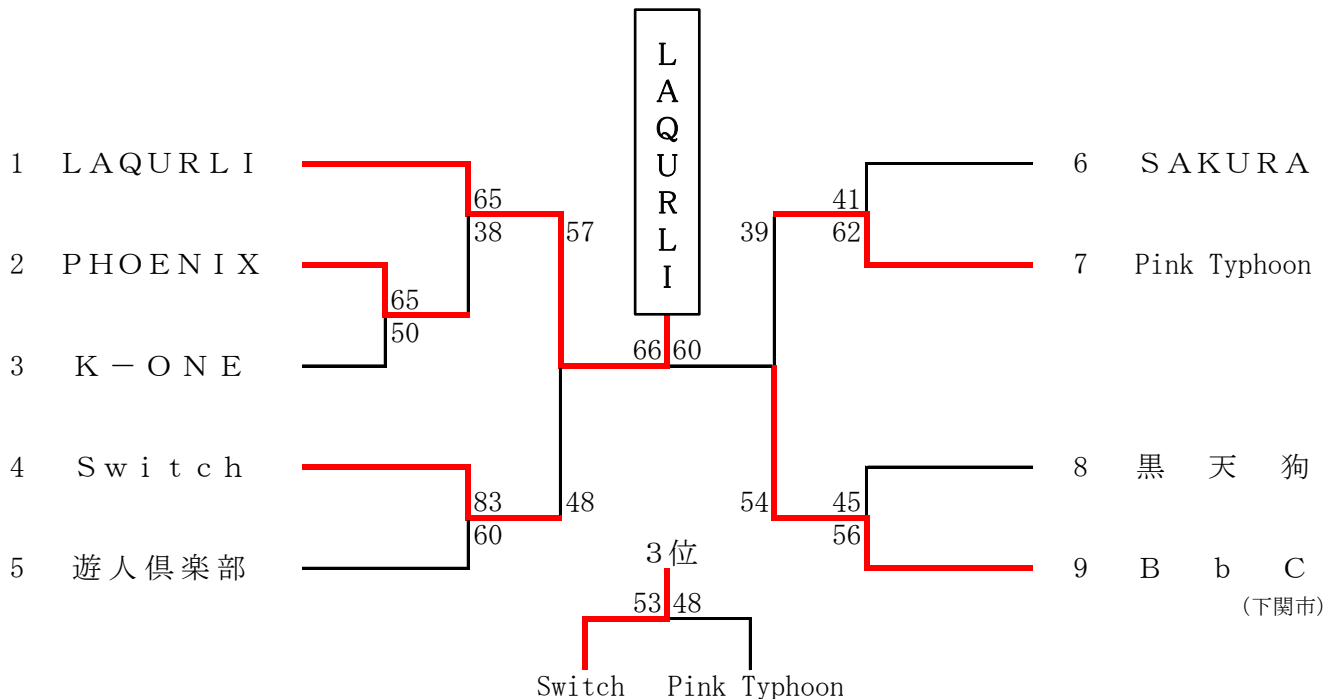 LAQURLI
1 LAQURLI
6 SAKURA
65
41
38
57
39
62
2 PHOENIX
7 Pink Typhoon
65
50
66 60
3 K－ONE
4 Switch
8 黒天狗
83
48
54
45
60
56
3位
5 遊人倶楽部
9 BbC
(下関市)
53 48
Switch Pink Typhoon